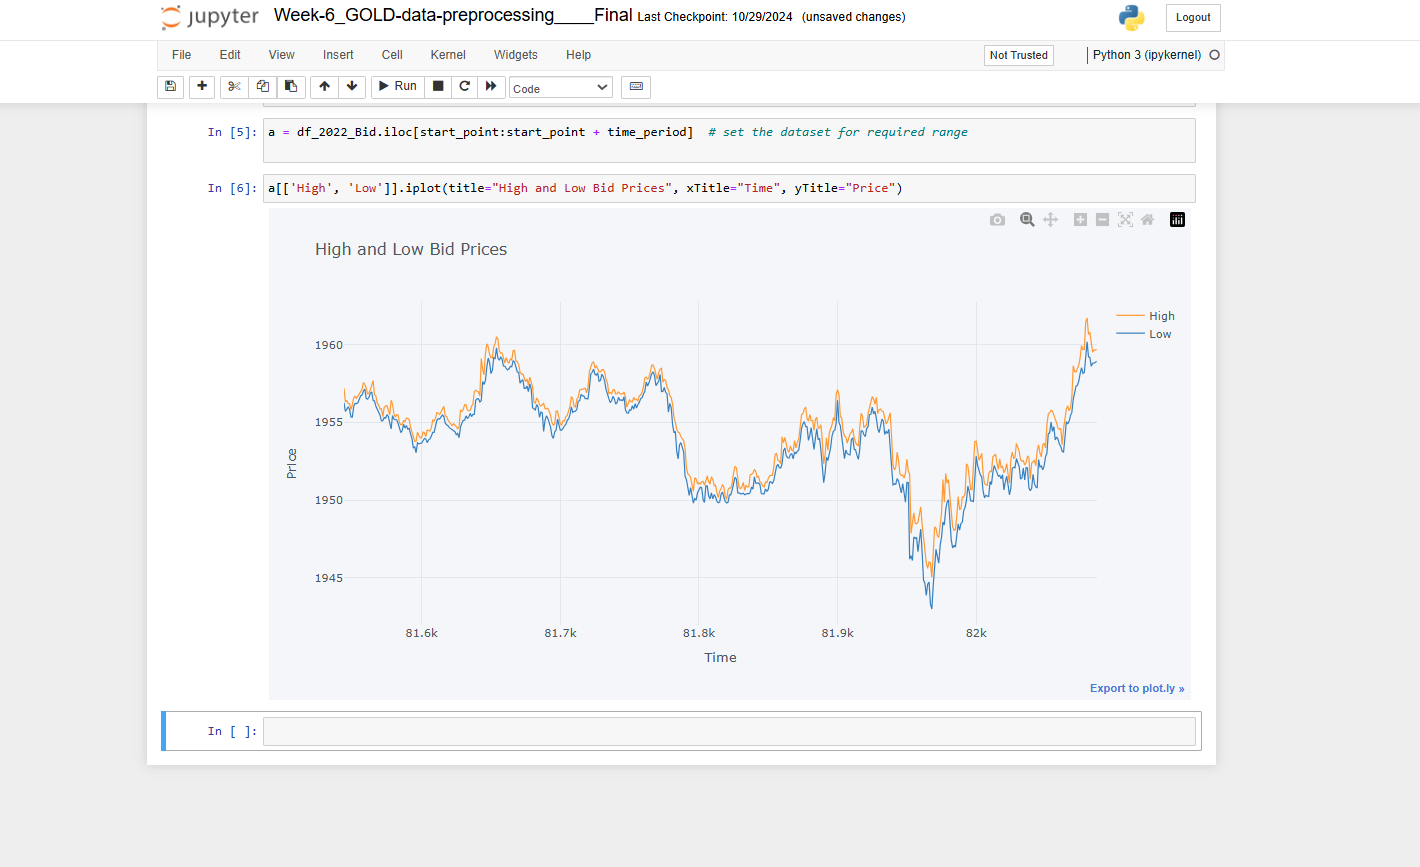 jupyter Week-6_GOLD-data-preprocessing____Final Last Checkpoint: 10/29/2024 (unsaved changes) Logout
File Edit View Insert Cell Kernel Widgets Help Not Trusted Python 3 (ipykernel)
Run Code
In [5]: a = df_2022_Bid.iloc[start_point:start_point + time_period]  # set the dataset for required range
In [6]: a[['High', 'Low']].iplot(title="High and Low Bid Prices", xTitle="Time", yTitle="Price")
High and Low Bid Prices
High
Low
1960
1955
1950
1945
Price
81.6k 81.7k 81.8k 81.9k 82k
Time
Export to plot.ly »
In [ ]: